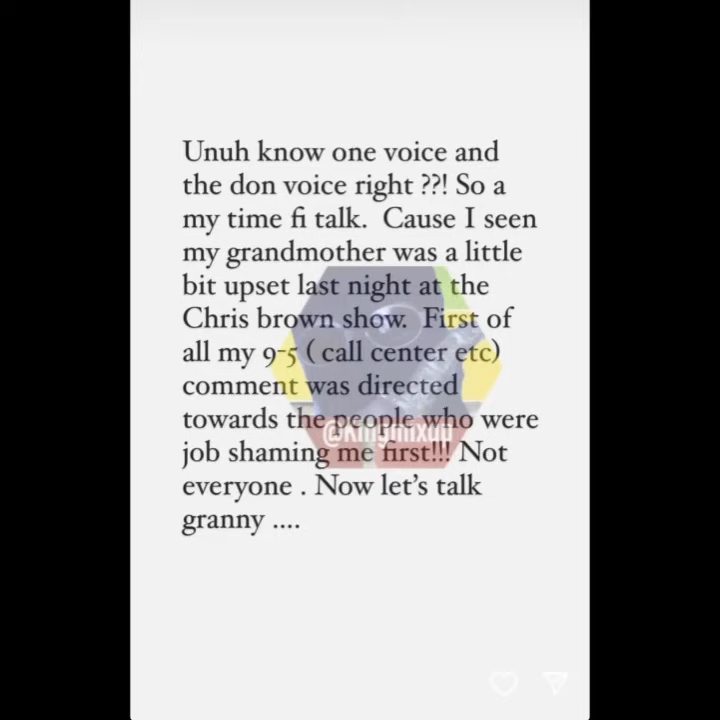 Unuh know one voice and
the don voice right ??! So a
my time fi talk.  Cause I seen
my grandmother was a little
bit upset last night at the
Chris brown show.  First of
all my 9-5 ( call center etc)
comment was directed
towards the people who were
job shaming me first!!! Not
everyone . Now let’s talk
granny ....